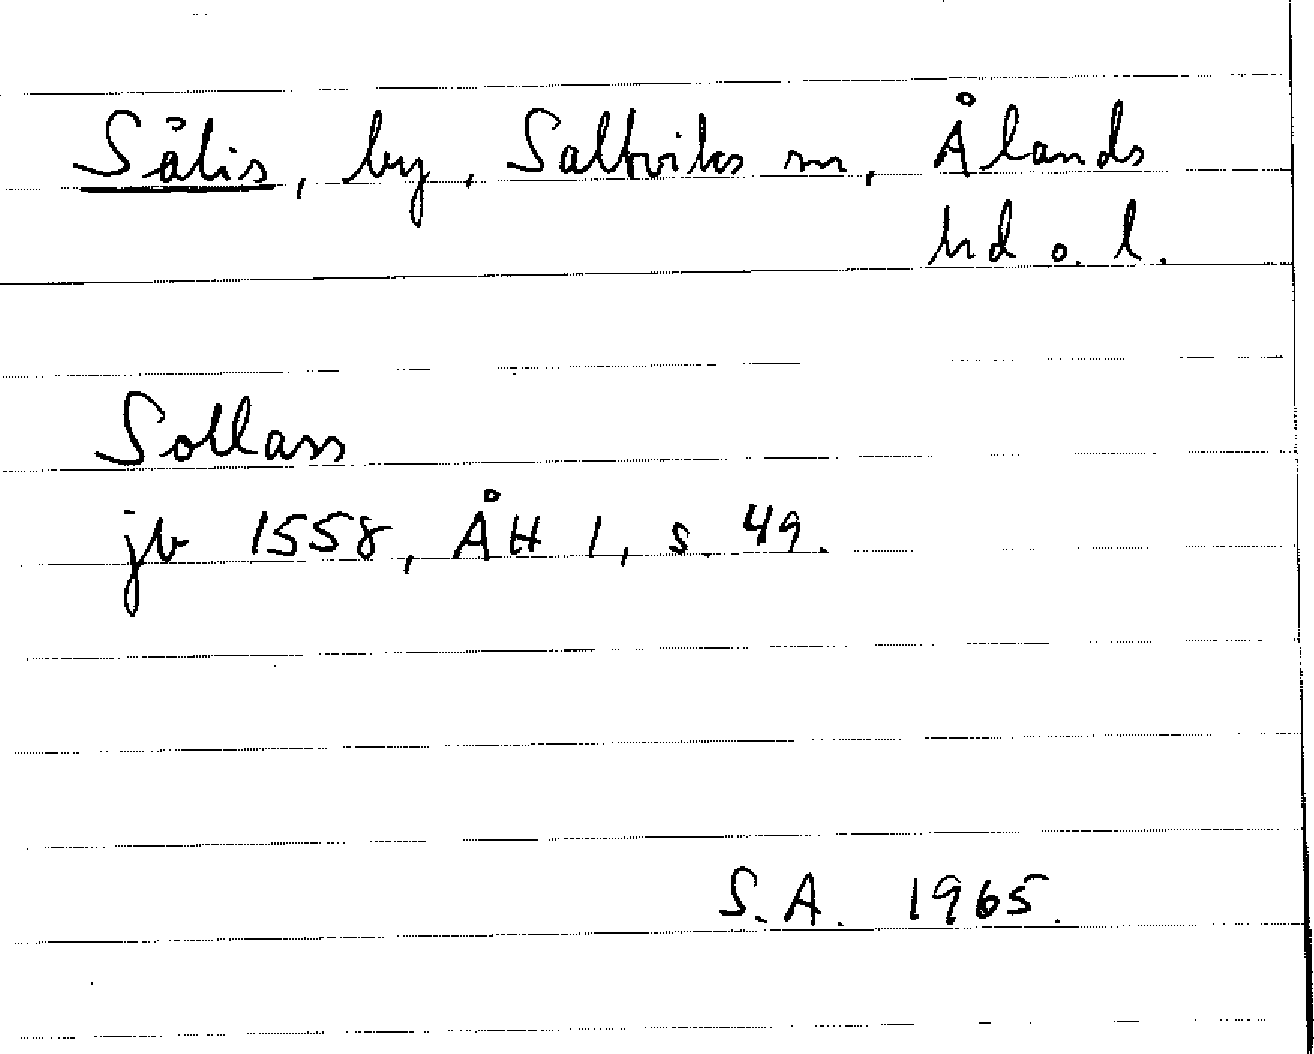 Sålis, by, Saltviks sn, Ålands
hd o. l.
Sollass
jb 1558, ÅH 1, s. 49.
S.A. 1965.